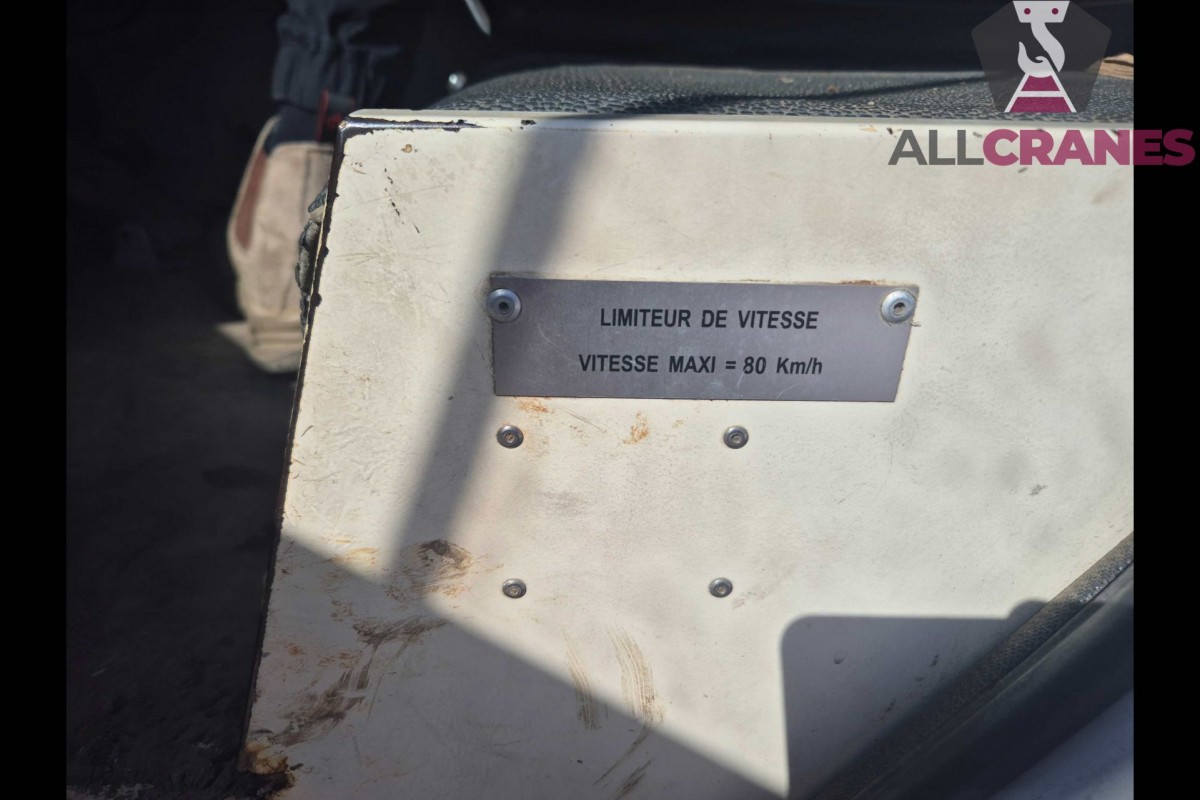 ALLCRANES
LIMITEUR DE VITESSE
VITESSE MAXI = 80 Km/h